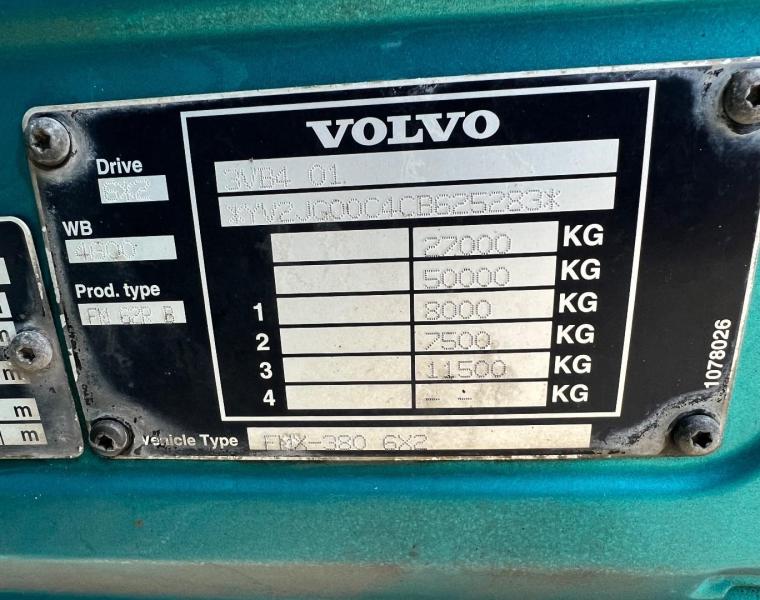 VOLVO
Drive
6X2
3VB4 01
*YV2JG00C4CB625283*
WB
4600
27000 KG
50000 KG
Prod. type
FM 62R B
1 8000 KG
2 7500 KG
3 11500 KG
4 -- KG
1078026
Vehicle Type FMX-380 6X2
m
m
m